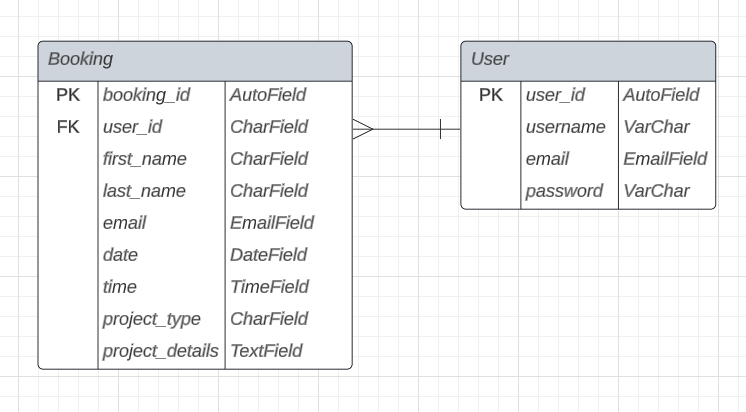 Booking
PK booking_id AutoField
FK user_id CharField
first_name CharField
last_name CharField
email EmailField
date DateField
time TimeField
project_type CharField
project_details TextField
User
PK user_id AutoField
username VarChar
email EmailField
password VarChar